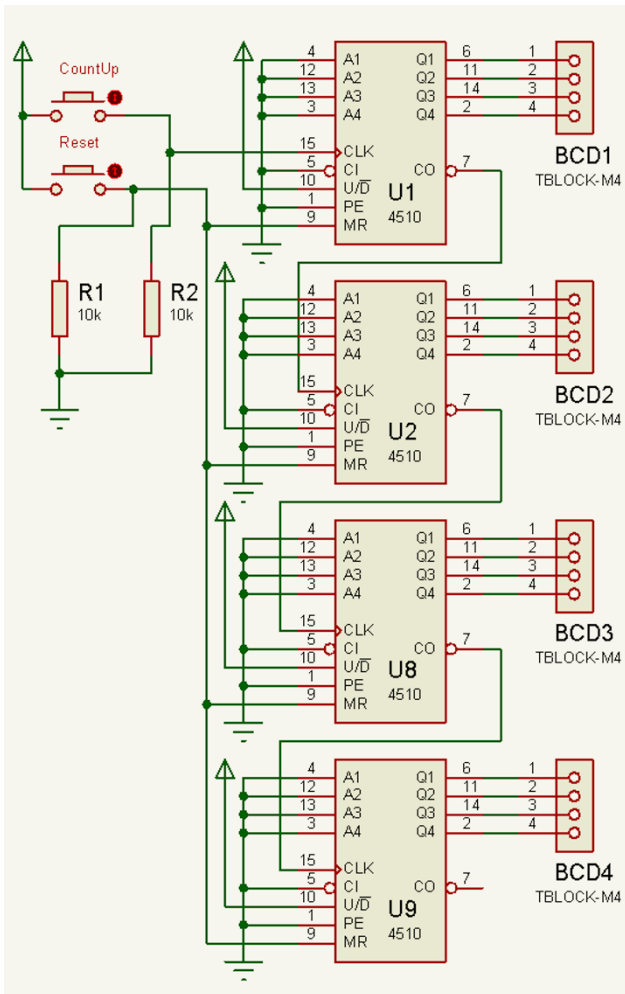 CountUp
Reset
R1
10k
R2
10k
4 A1 Q1 6 1
12 A2 Q2 11 2
13 A3 Q3 14 3
3 A4 Q4 2 4
BCD1
TBLOCK-M4
15 CLK
5 CI CO 7
10 U/D U1
1 PE 4510
9 MR
4 A1 Q1 6 1
12 A2 Q2 11 2
13 A3 Q3 14 3
3 A4 Q4 2 4
BCD2
TBLOCK-M4
15 CLK
5 CI CO 7
10 U/D U2
1 PE 4510
9 MR
4 A1 Q1 6 1
12 A2 Q2 11 2
13 A3 Q3 14 3
3 A4 Q4 2 4
BCD3
TBLOCK-M4
15 CLK
5 CI CO 7
10 U/D U8
1 PE 4510
9 MR
4 A1 Q1 6 1
12 A2 Q2 11 2
13 A3 Q3 14 3
3 A4 Q4 2 4
BCD4
TBLOCK-M4
15 CLK
5 CI CO 7
10 U/D U9
1 PE 4510
9 MR